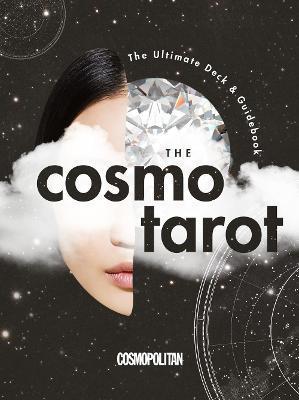 The Ultimate Deck & Guidebook
THE
cosmo
tarot
COSMOPOLITAN